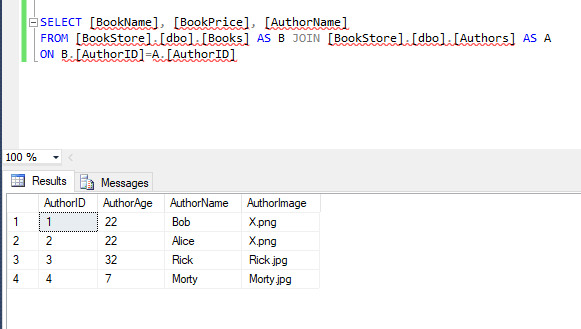 SELECT [BookName], [BookPrice], [AuthorName]
FROM [BookStore].[dbo].[Books] AS B JOIN [BookStore].[dbo].[Authors] AS A
ON B.[AuthorID]=A.[AuthorID]
100 %
Results Messages
AuthorID AuthorAge AuthorName AuthorImage
1 1 22 Bob X.png
2 2 22 Alice X.png
3 3 32 Rick Rick.jpg
4 4 7 Morty Morty.jpg